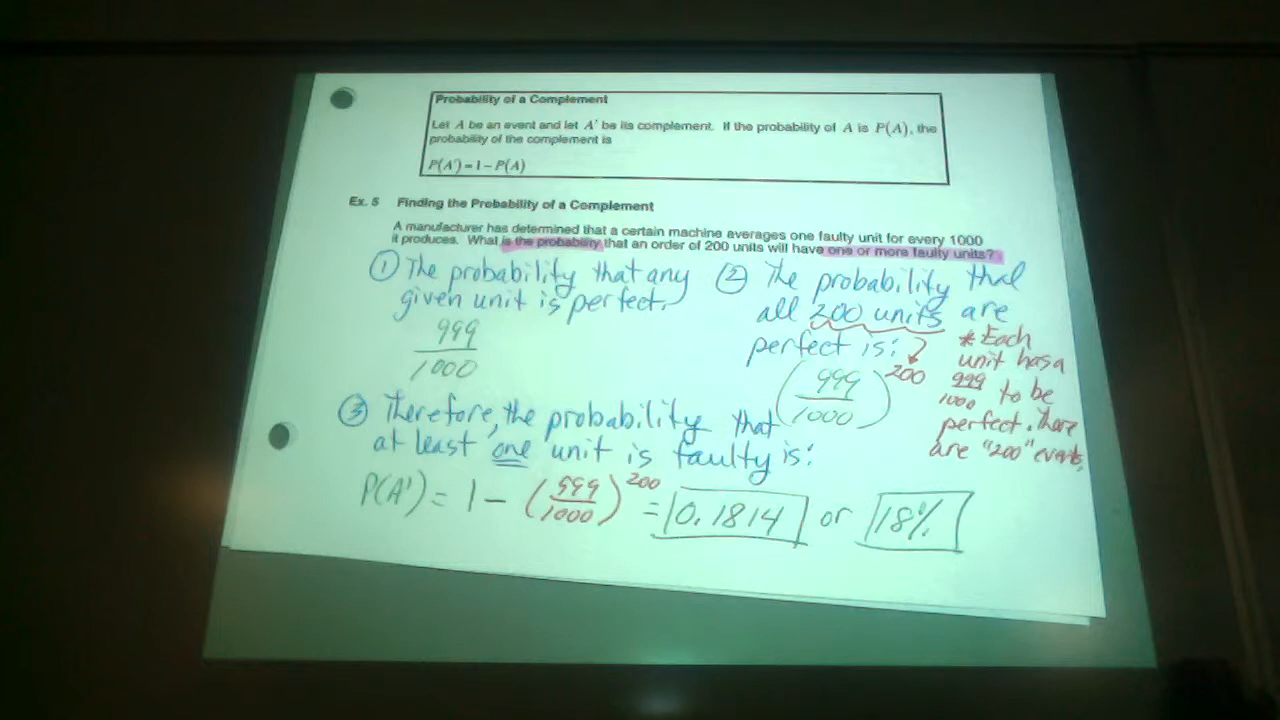 Probability of a Complement
Let A be an event and let A' be its complement. If the probability of A is P(A), the
probability of the complement is
P(A')=1−P(A)
Ex. 5 Finding the Probability of a Complement
A manufacturer has determined that a certain machine averages one faulty unit for every 1000
it produces. What is the probability that an order of 200 units will have one or more faulty units?
① The probability that any
given unit is perfect.
999
1000
② The probability that
all 200 units are
perfect is:
(999/1000)^200
* Each
unit has a
999/1000 to be
perfect. There
are "200" events,
③ Therefore, the probability that
at least one unit is faulty is:
P(A') = 1 − (999/1000)^200 = 0.1814 or 18%